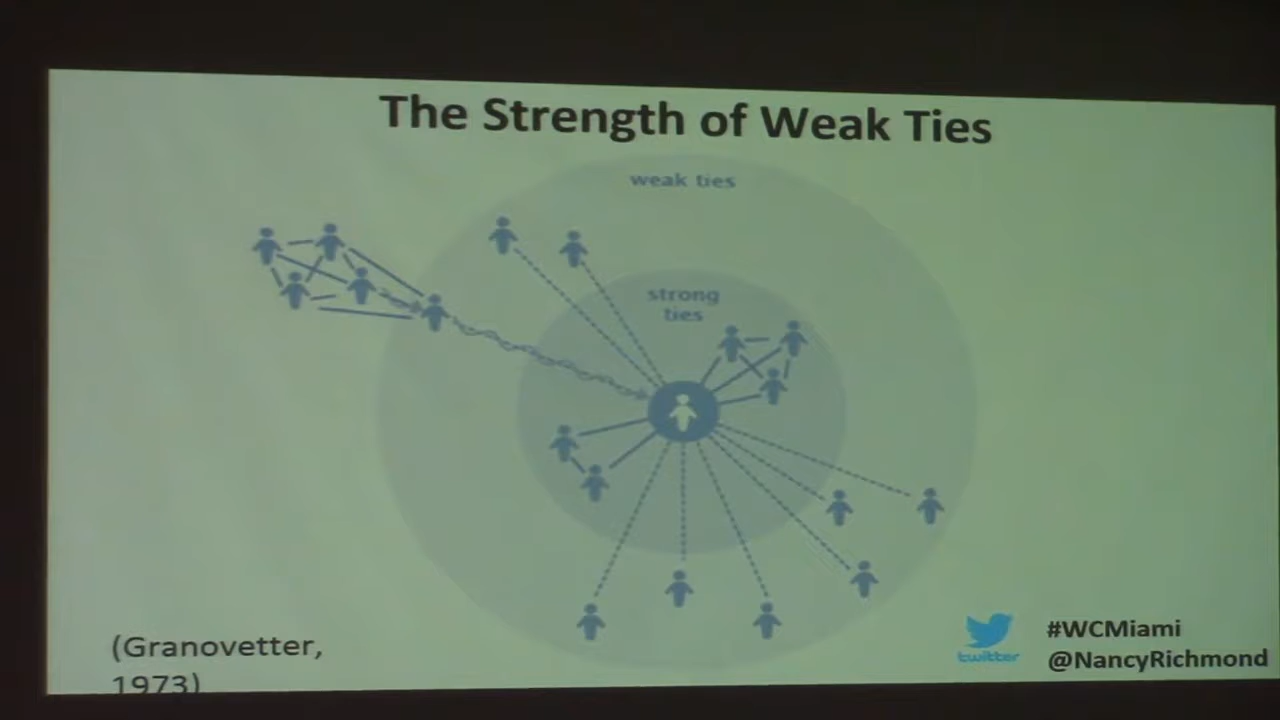 The Strength of Weak Ties
weak ties
strong
ties
(Granovetter,
1973)
twitter
#WCMiami
@NancyRichmond